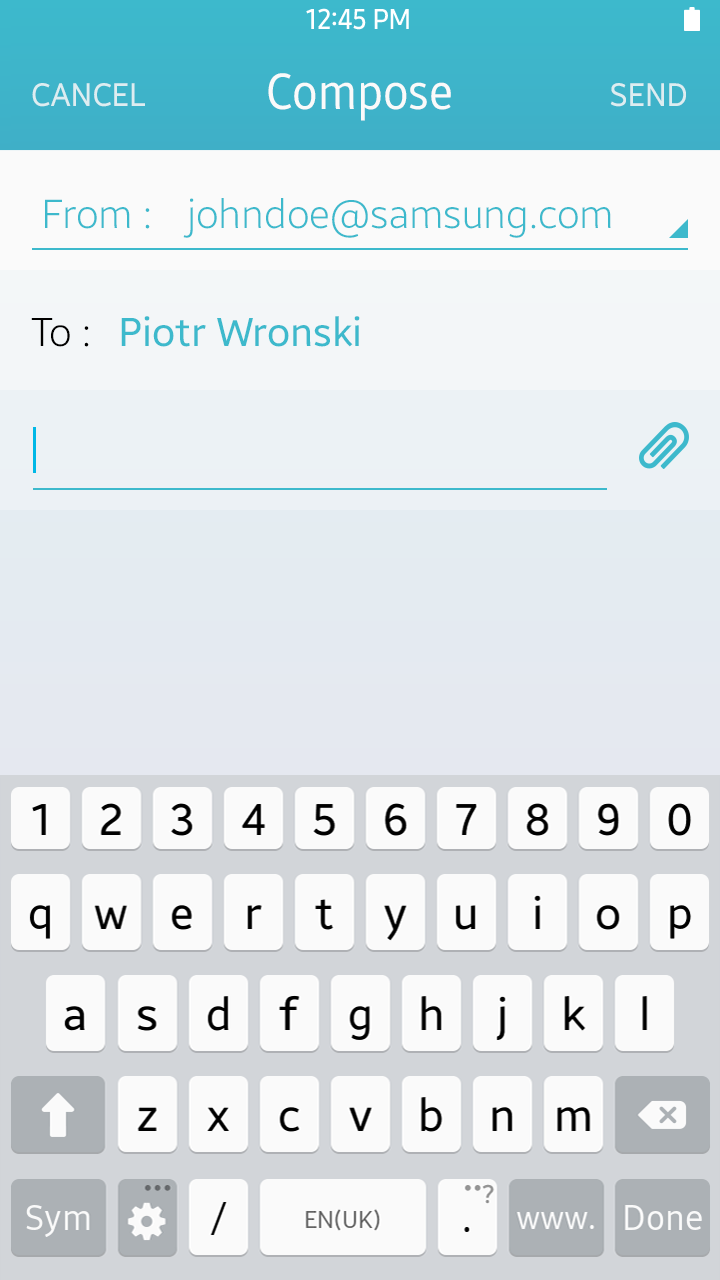 12:45 PM
CANCEL Compose SEND
From : johndoe@samsung.com
To : Piotr Wronski
1 2 3 4 5 6 7 8 9 0
q w e r t y u i o p
a s d f g h j k l
z x c v b n m
Sym / EN(UK) . ? www. Done